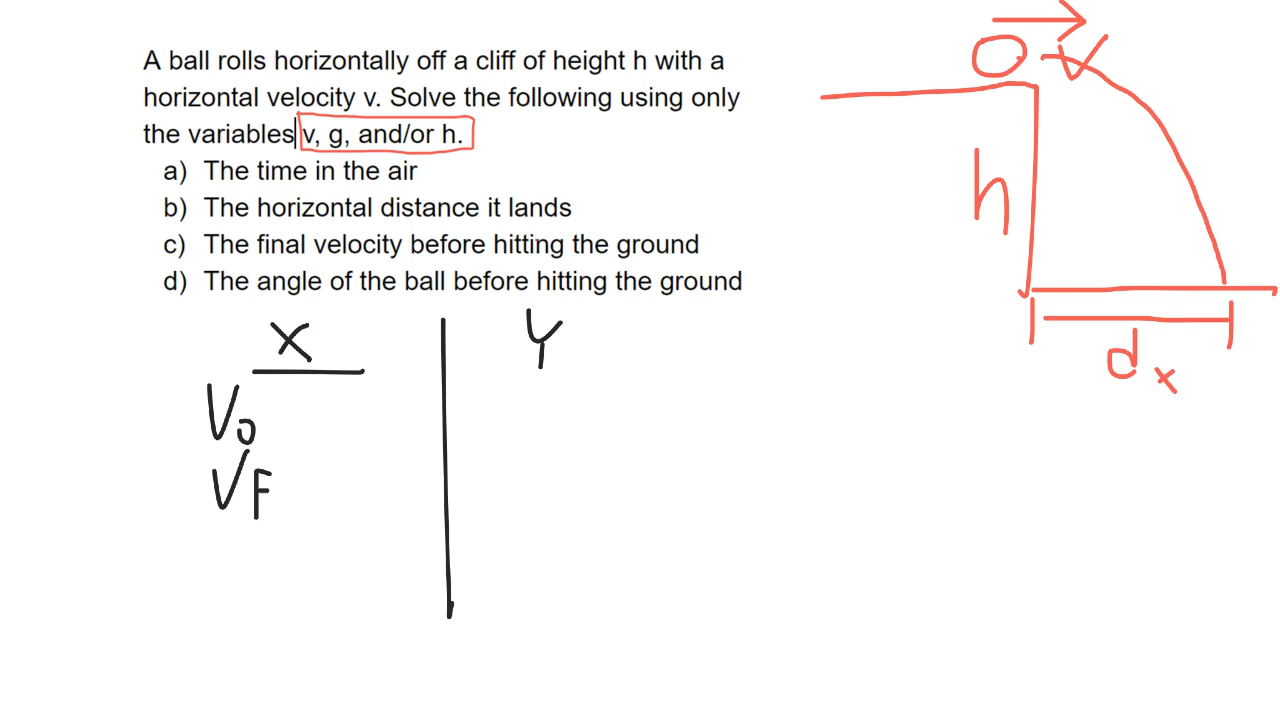 A ball rolls horizontally off a cliff of height h with a
horizontal velocity v. Solve the following using only
the variables v, g, and/or h.
a) The time in the air
b) The horizontal distance it lands
c) The final velocity before hitting the ground
d) The angle of the ball before hitting the ground
V
h
dx
X
Y
Vo
VF